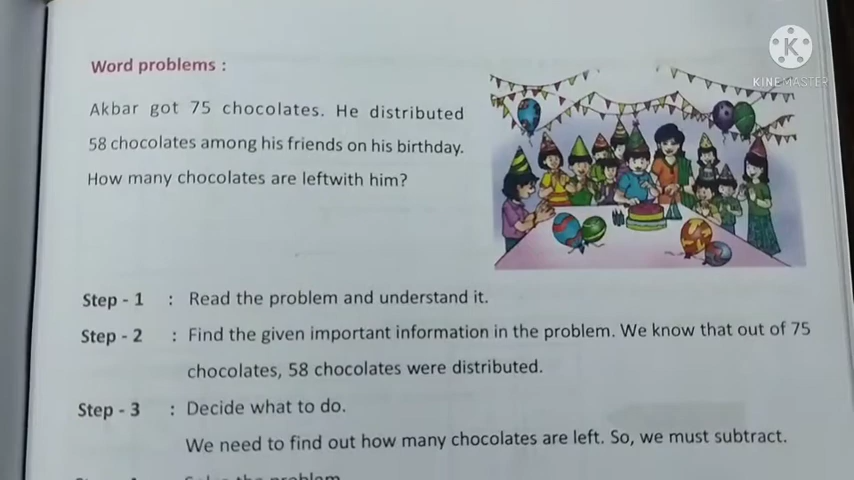 Word problems :
Akbar got 75 chocolates. He distributed
58 chocolates among his friends on his birthday.
How many chocolates are leftwith him?
Step - 1 : Read the problem and understand it.
Step - 2 : Find the given important information in the problem. We know that out of 75
chocolates, 58 chocolates were distributed.
Step - 3 : Decide what to do.
We need to find out how many chocolates are left. So, we must subtract.
K
KINEMASTER